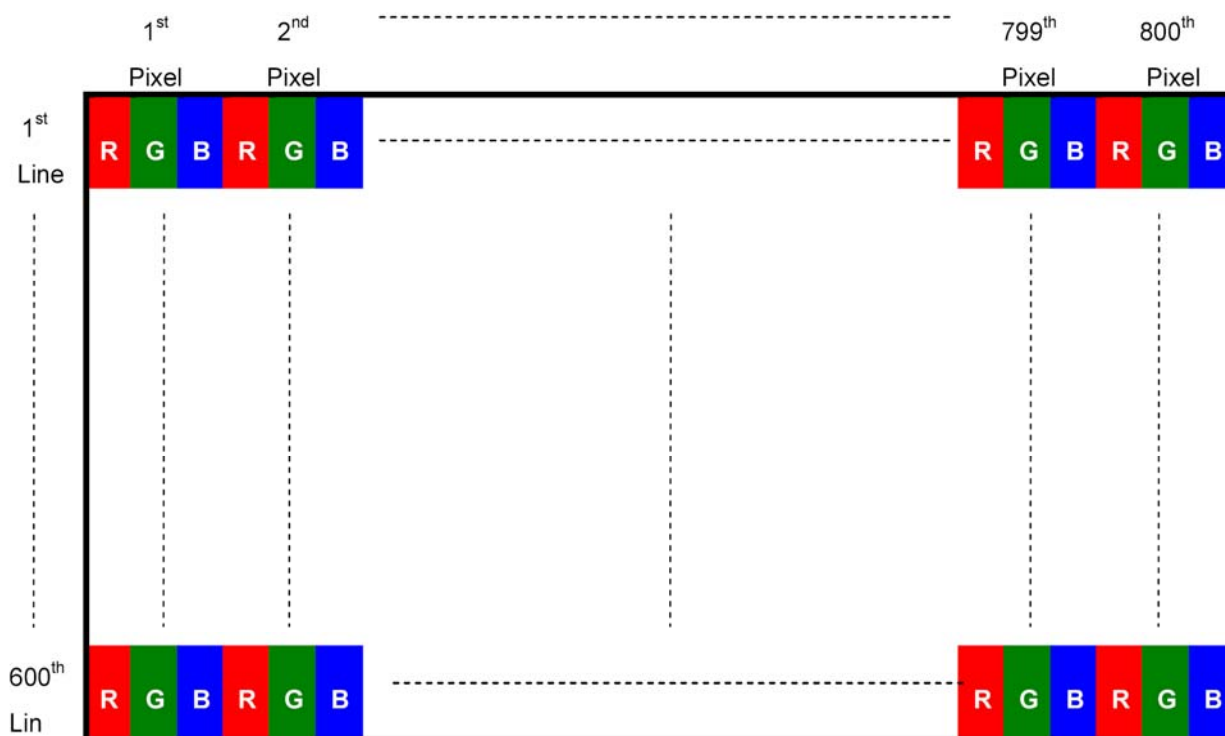 1st 2nd 799th 800th
Pixel Pixel Pixel Pixel
1st
Line
R G B R G B R G B R G B
600th
Lin
R G B R G B R G B R G B